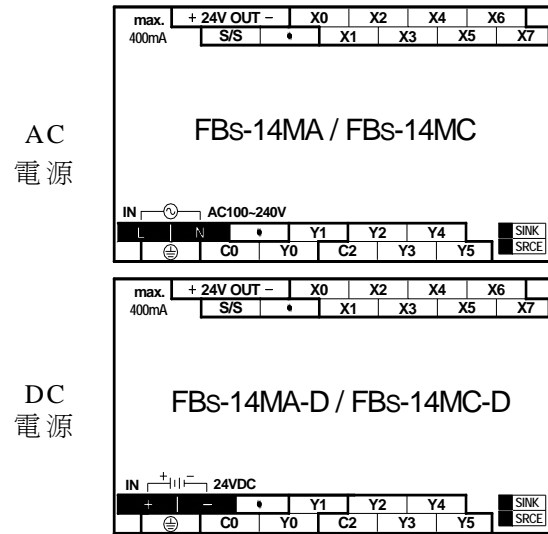 AC
電源
max. + 24V OUT − X0 X2 X4 X6
400mA S/S • X1 X3 X5 X7
FBs-14MA / FBs-14MC
IN AC100~240V
L N • Y1 Y2 Y4 SINK
C0 Y0 C2 Y3 Y5 SRCE
DC
電源
max. + 24V OUT − X0 X2 X4 X6
400mA S/S • X1 X3 X5 X7
FBs-14MA-D / FBs-14MC-D
IN + − 24VDC
+ − • Y1 Y2 Y4 SINK
C0 Y0 C2 Y3 Y5 SRCE